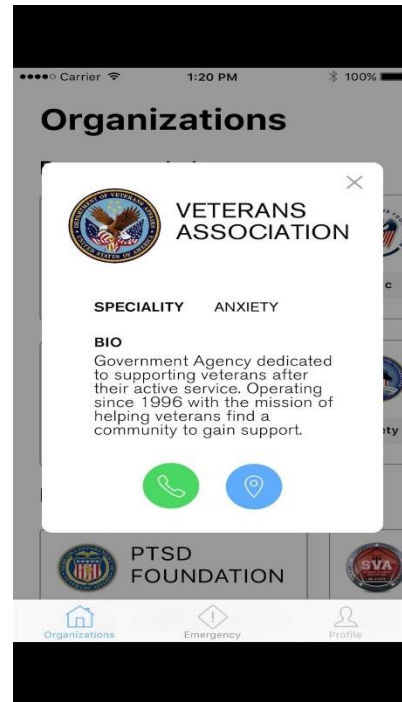 Carrier
1:20 PM
100%
Organizations
VETERANS
ASSOCIATION
SPECIALITY ANXIETY
BIO
Government Agency dedicated
to supporting veterans after
their active service. Operating
since 1996 with the mission of
helping veterans find a
community to gain support.
PTSD
FOUNDATION
SVA
Organizations
Emergency
Profile